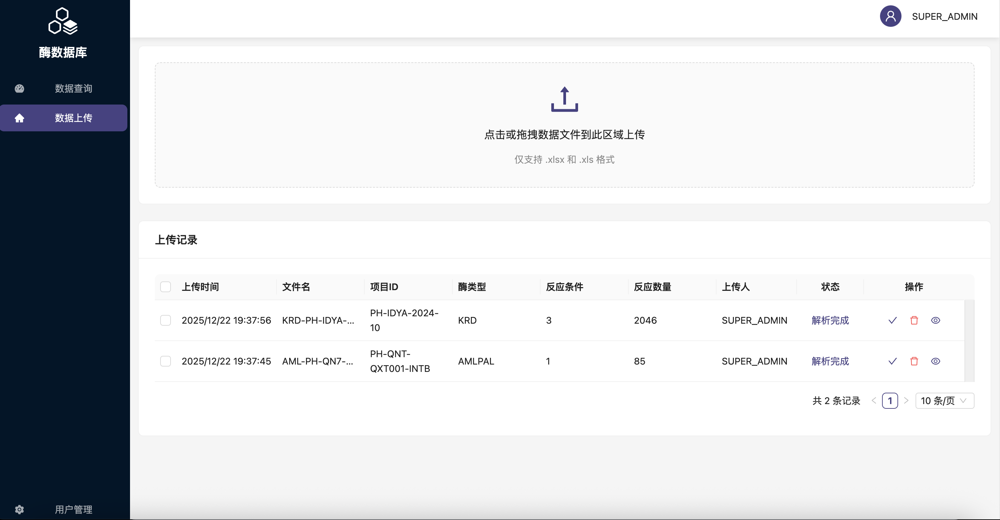 酶数据库
数据查询
数据上传
用户管理
SUPER_ADMIN
点击或拖拽数据文件到此区域上传
仅支持 .xlsx 和 .xls 格式
上传记录
上传时间 文件名 项目ID 酶类型 反应条件 反应数量 上传人 状态 操作
2025/12/22 19:37:56 KRD-PH-IDYA-... PH-IDYA-2024-10 KRD 3 2046 SUPER_ADMIN 解析完成
2025/12/22 19:37:45 AML-PH-QN7-... PH-QNT-QXT001-INTB AMLPAL 1 85 SUPER_ADMIN 解析完成
共 2 条记录 1 10 条/页